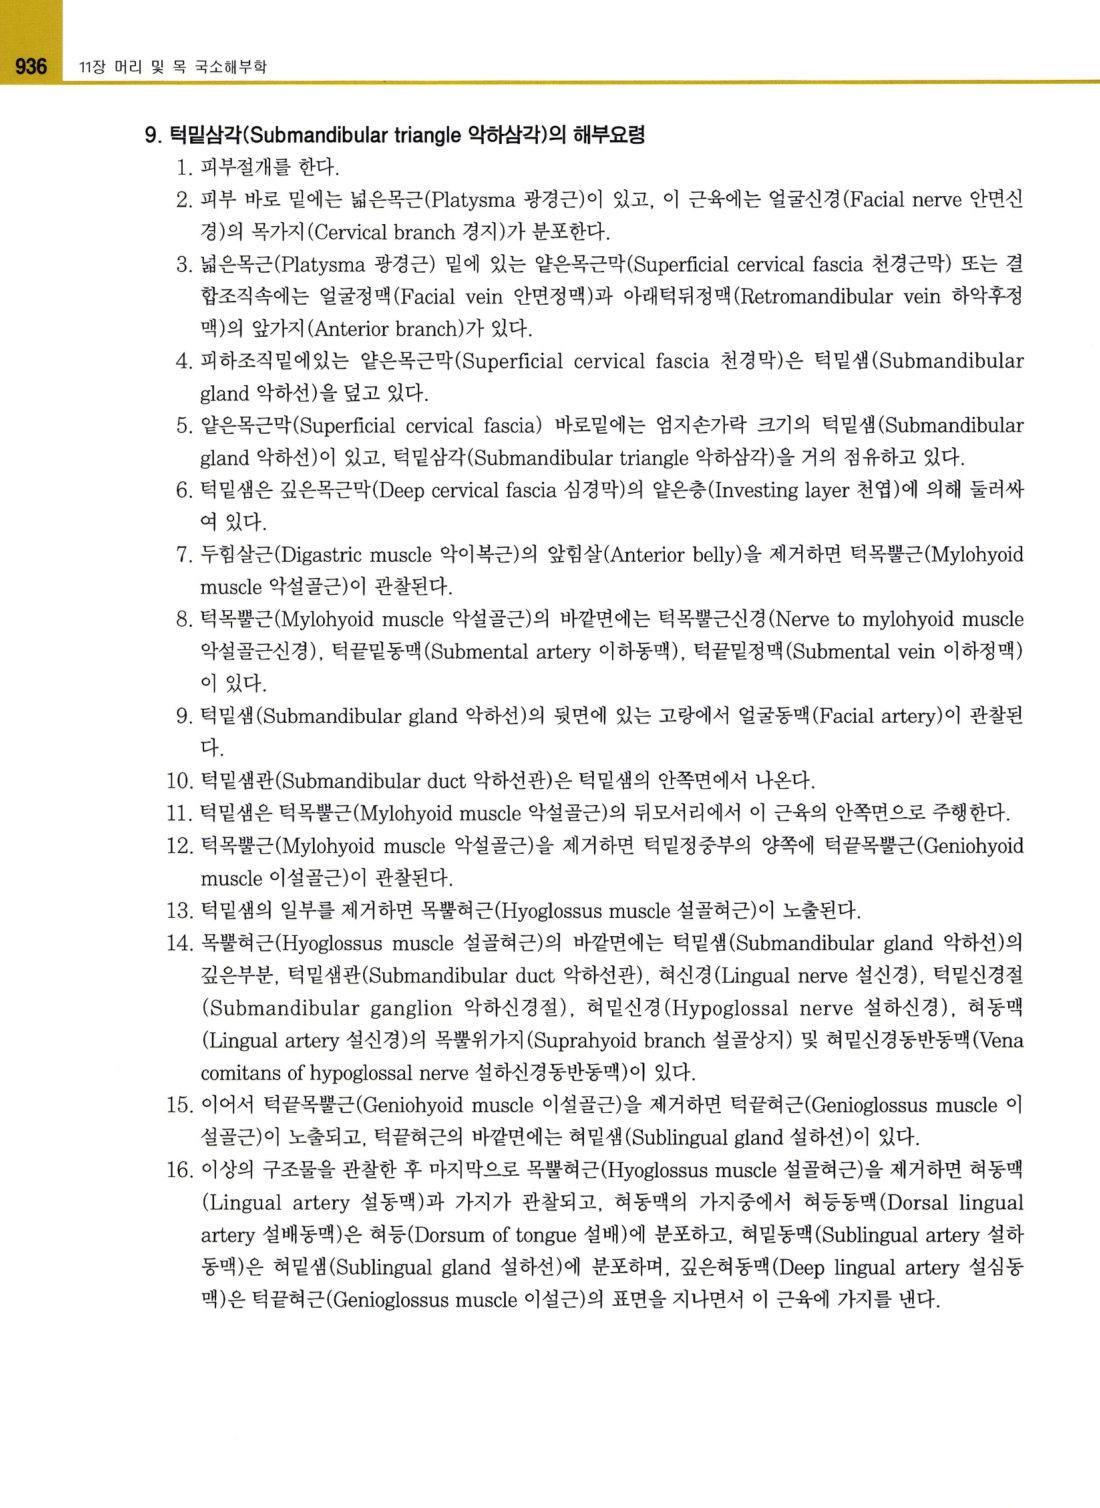 936 11장 머리 및 목 국소해부학
9. 턱밑삼각(Submandibular triangle 악하삼각)의 해부요령
1. 피부절개를 한다.
2. 피부 바로 밑에는 넓은목근(Platysma 광경근)이 있고, 이 근육에는 얼굴신경(Facial nerve 안면신
경)의 목가지(Cervical branch 경지)가 분포한다.
3. 넓은목근(Platysma 광경근) 밑에 있는 얕은목근막(Superficial cervical fascia 천경근막) 또는 결
합조직속에는 얼굴정맥(Facial vein 안면정맥)과 아래턱뒤정맥(Retromandibular vein 하악후정
맥)의 앞가지(Anterior branch)가 있다.
4. 피하조직밑에있는 얕은목근막(Superficial cervical fascia 천경막)은 턱밑샘(Submandibular
gland 악하선)을 덮고 있다.
5. 얕은목근막(Superficial cervical fascia) 바로밑에는 엄지손가락 크기의 턱밑샘(Submandibular
gland 악하선)이 있고, 턱밑삼각(Submandibular triangle 악하삼각)을 거의 점유하고 있다.
6. 턱밑샘은 깊은목근막(Deep cervical fascia 심경막)의 얕은층(Investing layer 천엽)에 의해 둘러싸
여 있다.
7. 두힘살근(Digastric muscle 악이복근)의 앞힘살(Anterior belly)을 제거하면 턱목뿔근(Mylohyoid
muscle 악설골근)이 관찰된다.
8. 턱목뿔근(Mylohyoid muscle 악설골근)의 바깥면에는 턱목뿔근신경(Nerve to mylohyoid muscle
악설골근신경), 턱끝밑동맥(Submental artery 이하동맥), 턱끝밑정맥(Submental vein 이하정맥)
이 있다.
9. 턱밑샘(Submandibular gland 악하선)의 뒷면에 있는 고랑에서 얼굴동맥(Facial artery)이 관찰된
다.
10. 턱밑샘관(Submandibular duct 악하선관)은 턱밑샘의 안쪽면에서 나온다.
11. 턱밑샘은 턱목뿔근(Mylohyoid muscle 악설골근)의 뒤모서리에서 이 근육의 안쪽면으로 주행한다.
12. 턱목뿔근(Mylohyoid muscle 악설골근)을 제거하면 턱밑정중부의 양쪽에 턱끝목뿔근(Geniohyoid
muscle 이설골근)이 관찰된다.
13. 턱밑샘의 일부를 제거하면 목뿔혀근(Hyoglossus muscle 설골혀근)이 노출된다.
14. 목뿔혀근(Hyoglossus muscle 설골혀근)의 바깥면에는 턱밑샘(Submandibular gland 악하선)의
깊은부분, 턱밑샘관(Submandibular duct 악하선관), 혀신경(Lingual nerve 설신경), 턱밑신경절
(Submandibular ganglion 악하신경절), 혀밑신경(Hypoglossal nerve 설하신경), 혀동맥
(Lingual artery 설신경)의 목뿔위가지(Suprahyoid branch 설골상지) 및 혀밑신경동반동맥(Vena
comitans of hypoglossal nerve 설하신경동반동맥)이 있다.
15. 이어서 턱끝목뿔근(Geniohyoid muscle 이설골근)을 제거하면 턱끝혀근(Genioglossus muscle 이
설골근)이 노출되고, 턱끝혀근의 바깥면에는 혀밑샘(Sublingual gland 설하선)이 있다.
16. 이상의 구조물을 관찰한 후 마지막으로 목뿔혀근(Hyoglossus muscle 설골혀근)을 제거하면 혀동맥
(Lingual artery 설동맥)과 가지가 관찰되고, 혀동맥의 가지중에서 혀등동맥(Dorsal lingual
artery 설배동맥)은 혀등(Dorsum of tongue 설배)에 분포하고, 혀밑동맥(Sublingual artery 설하
동맥)은 혀밑샘(Sublingual gland 설하선)에 분포하며, 깊은혀동맥(Deep lingual artery 설심동
맥)은 턱끝혀근(Genioglossus muscle 이설근)의 표면을 지나면서 이 근육에 가지를 낸다.